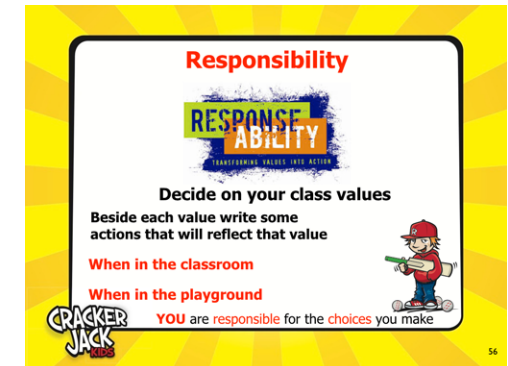 Responsibility
RESPONSE
ABILITY
TRANSFORMING VALUES INTO ACTION
Decide on your class values
Beside each value write some
actions that will reflect that value
When in the classroom
When in the playground
YOU are responsible for the choices you make
CRACKER
JACK
KIDS
R
56